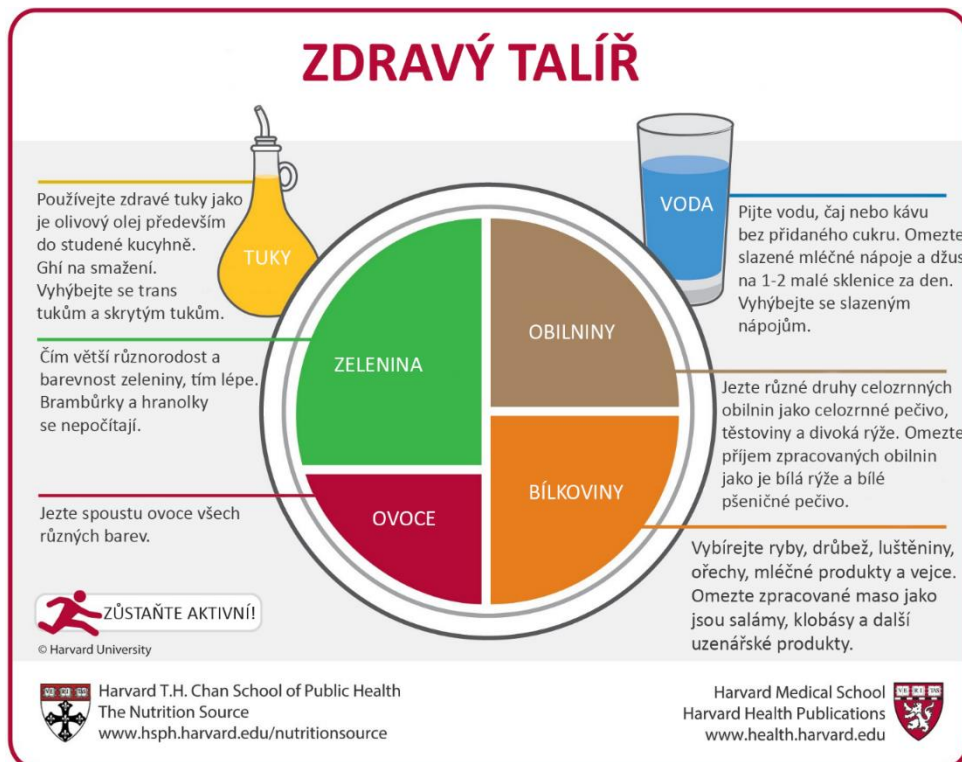 ZDRAVÝ TALÍŘ
Používejte zdravé tuky jako
je olivový olej především
do studené kucyhně.
Ghí na smažení.
Vyhýbejte se trans
tukům a skrytým tukům.
TUKY
VODA
Pijte vodu, čaj nebo kávu
bez přidaného cukru. Omezte
slazené mléčné nápoje a džus
na 1-2 malé sklenice za den.
Vyhýbejte se slazeným
nápojům.
Čím větší různorodost a
barevnost zeleniny, tím lépe.
Brambůrky a hranolky
se nepočítají.
ZELENINA
OBILNINY
Jezte různé druhy celozrnných
obilnin jako celozrnné pečivo,
těstoviny a divoká rýže. Omezte
příjem zpracovaných obilnin
jako je bílá rýže a bílé
pšeničné pečivo.
Jezte spoustu ovoce všech
různých barev.
OVOCE
BÍLKOVINY
Vybírejte ryby, drůbež, luštěniny,
ořechy, mléčné produkty a vejce.
Omezte zpracované maso jako
jsou salámy, klobásy a další
uzenářské produkty.
ZŮSTAŇTE AKTIVNÍ!
© Harvard University
Harvard T.H. Chan School of Public Health
The Nutrition Source
www.hsph.harvard.edu/nutritionsource
Harvard Medical School
Harvard Health Publications
www.health.harvard.edu